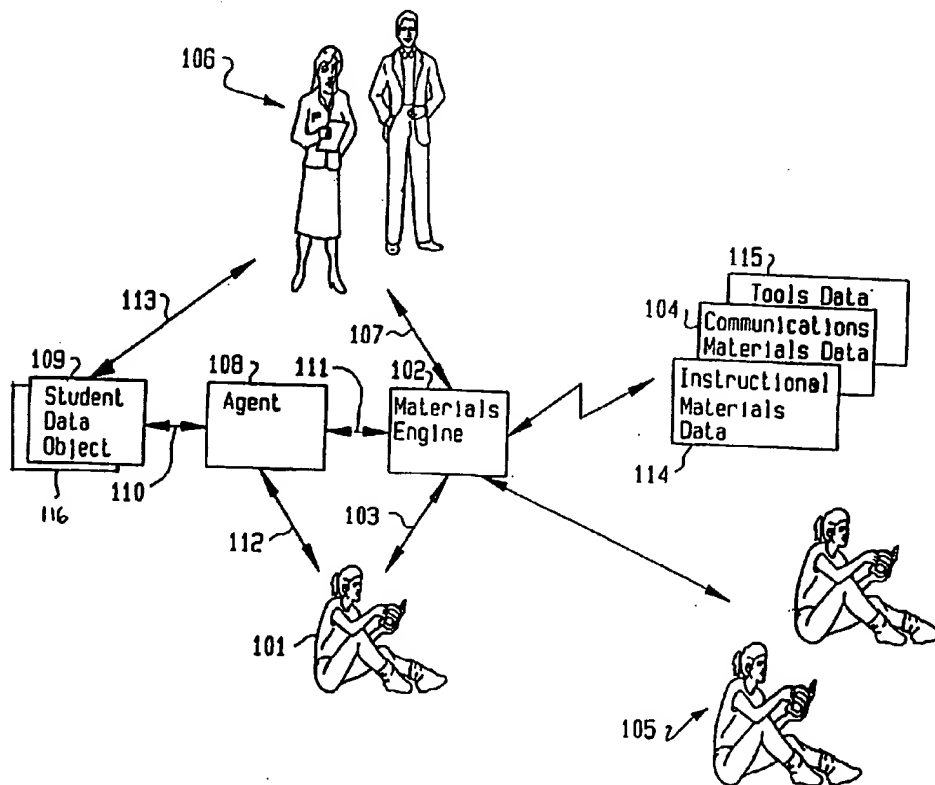 106
115
Tools Data
113
104
Communications
Materials Data
107
109
108
111
102
Student
Data
Object
Agent
Materials
Engine
Instructional
Materials
Data
110
114
116
112
103
101
105